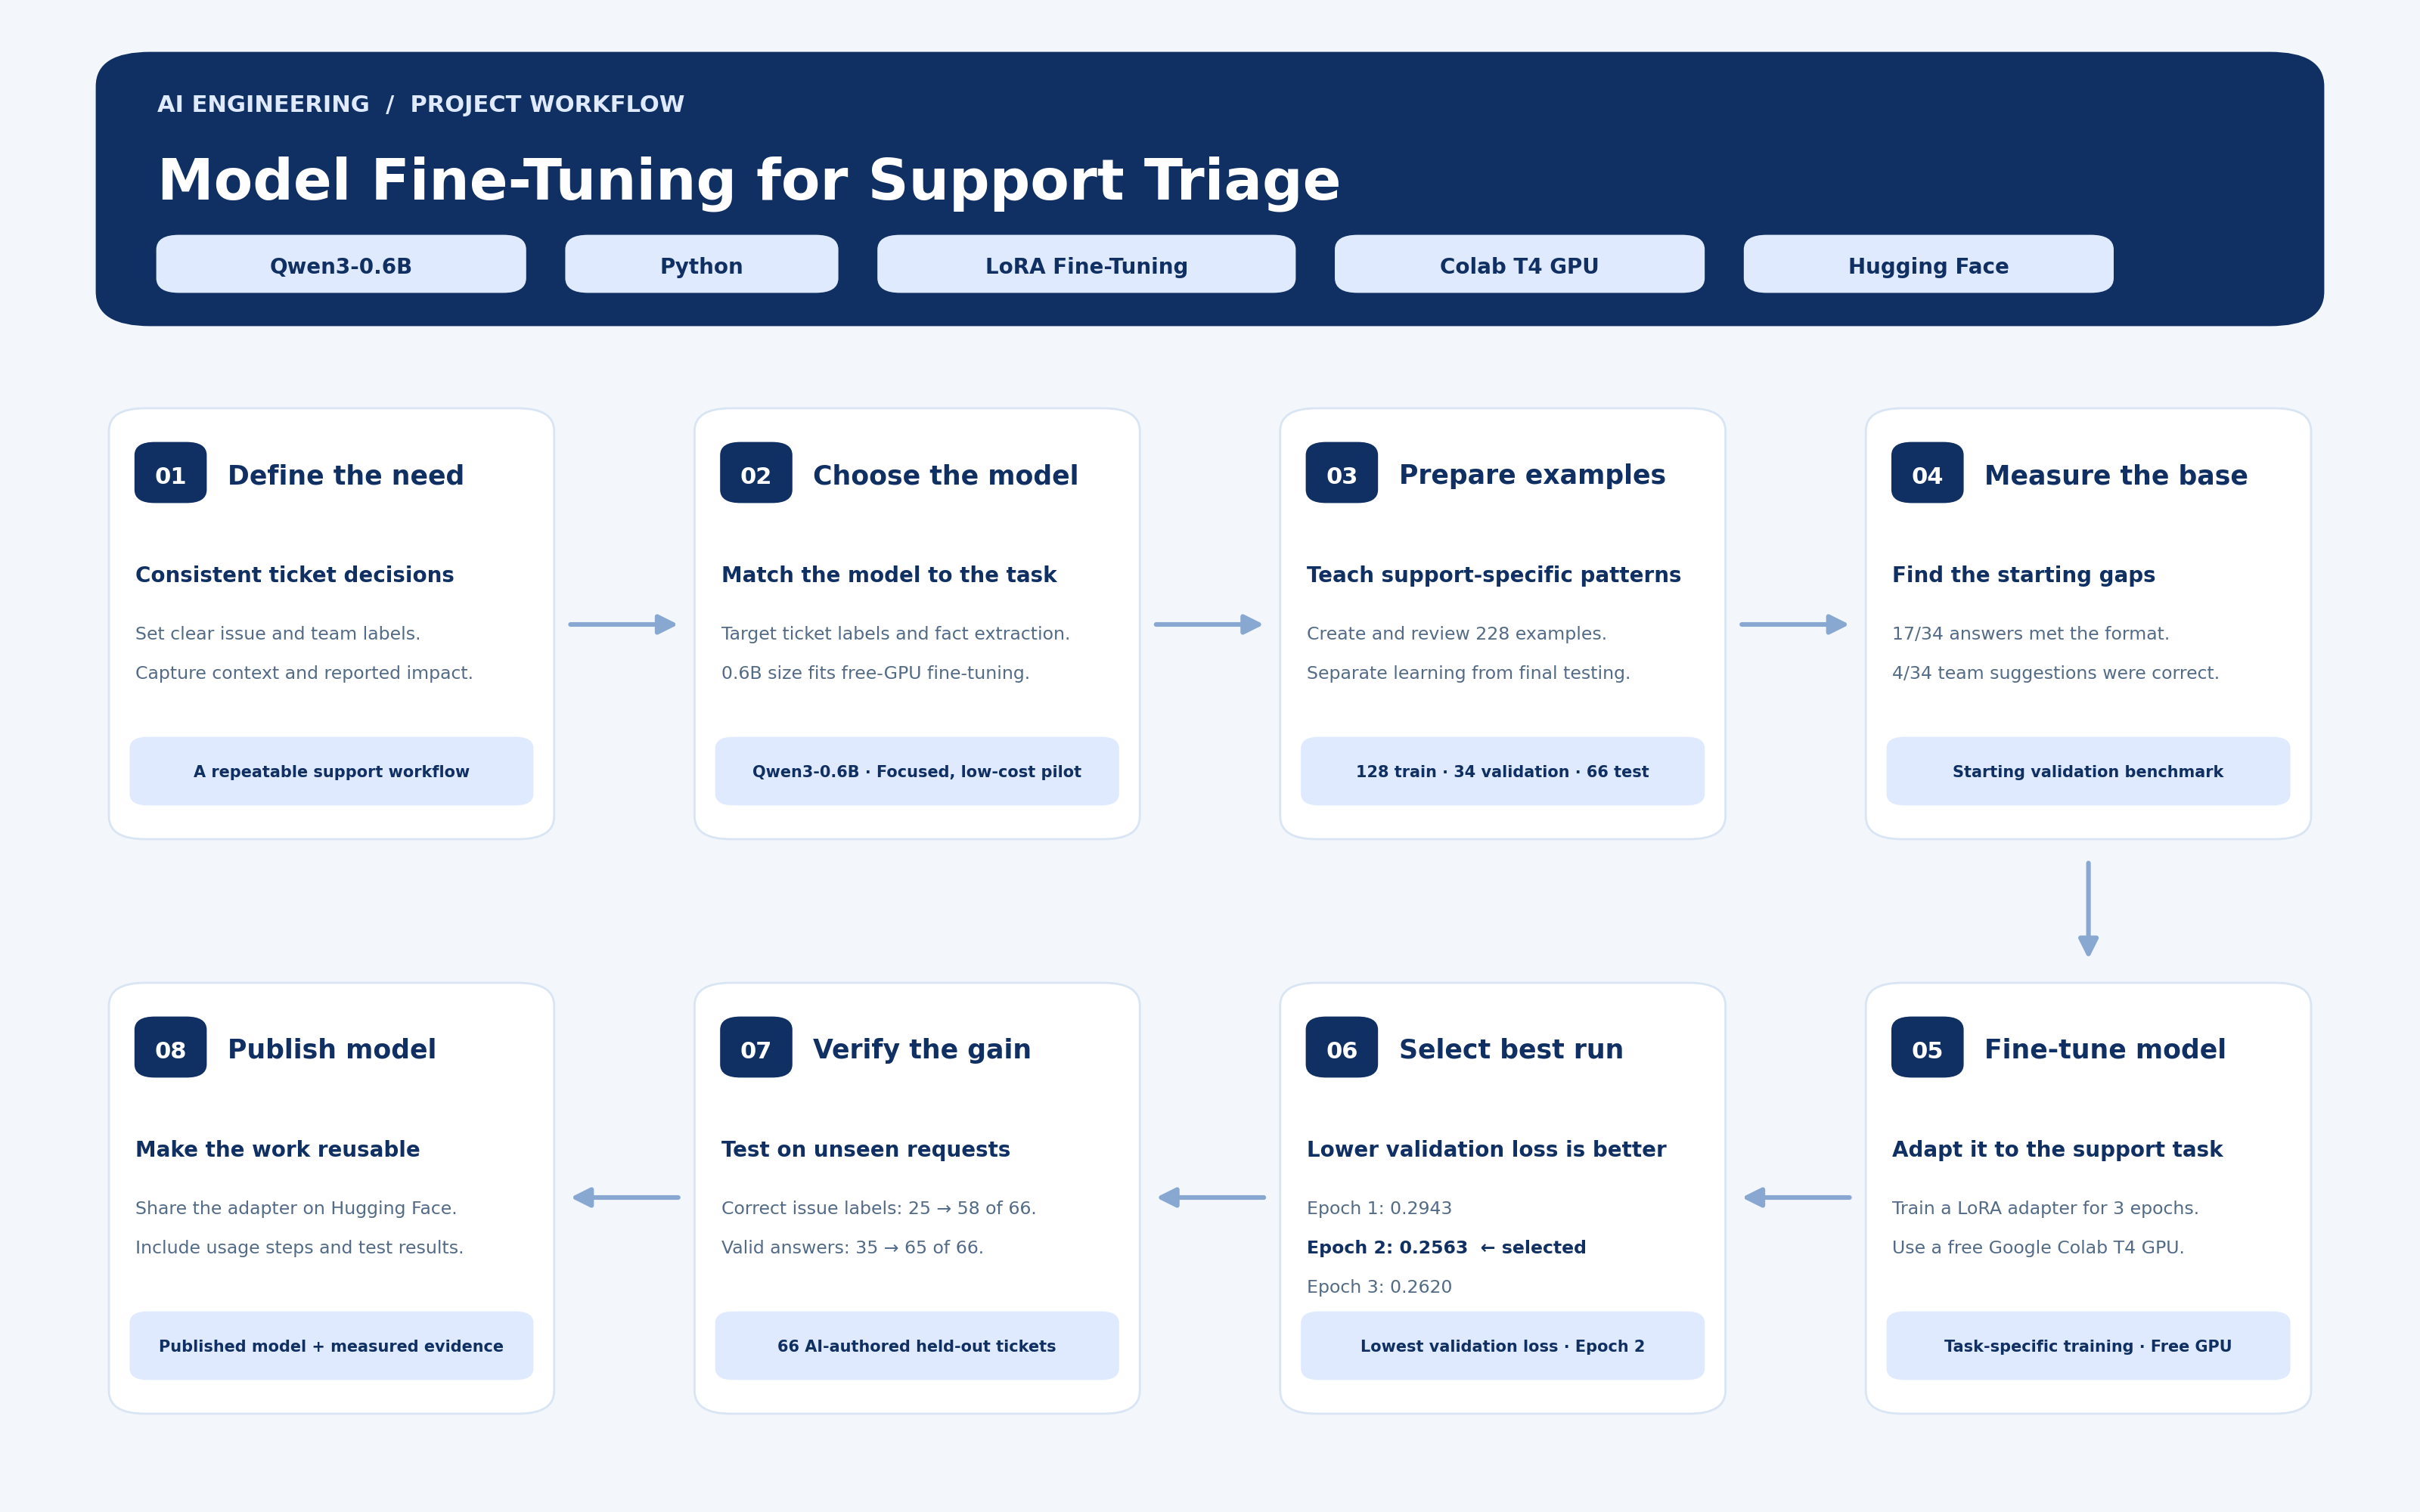 AI ENGINEERING / PROJECT WORKFLOW
Model Fine-Tuning for Support Triage
Qwen3-0.6B
Python
LoRA Fine-Tuning
Colab T4 GPU
Hugging Face
01
Define the need
Consistent ticket decisions
Set clear issue and team labels.
Capture context and reported impact.
A repeatable support workflow
02
Choose the model
Match the model to the task
Target ticket labels and fact extraction.
0.6B size fits free-GPU fine-tuning.
Qwen3-0.6B · Focused, low-cost pilot
03
Prepare examples
Teach support-specific patterns
Create and review 228 examples.
Separate learning from final testing.
128 train · 34 validation · 66 test
04
Measure the base
Find the starting gaps
17/34 answers met the format.
4/34 team suggestions were correct.
Starting validation benchmark
05
Fine-tune model
Adapt it to the support task
Train a LoRA adapter for 3 epochs.
Use a free Google Colab T4 GPU.
Task-specific training · Free GPU
06
Select best run
Lower validation loss is better
Epoch 1: 0.2943
Epoch 2: 0.2563 ← selected
Epoch 3: 0.2620
Lowest validation loss · Epoch 2
07
Verify the gain
Test on unseen requests
Correct issue labels: 25 → 58 of 66.
Valid answers: 35 → 65 of 66.
66 AI-authored held-out tickets
08
Publish model
Make the work reusable
Share the adapter on Hugging Face.
Include usage steps and test results.
Published model + measured evidence